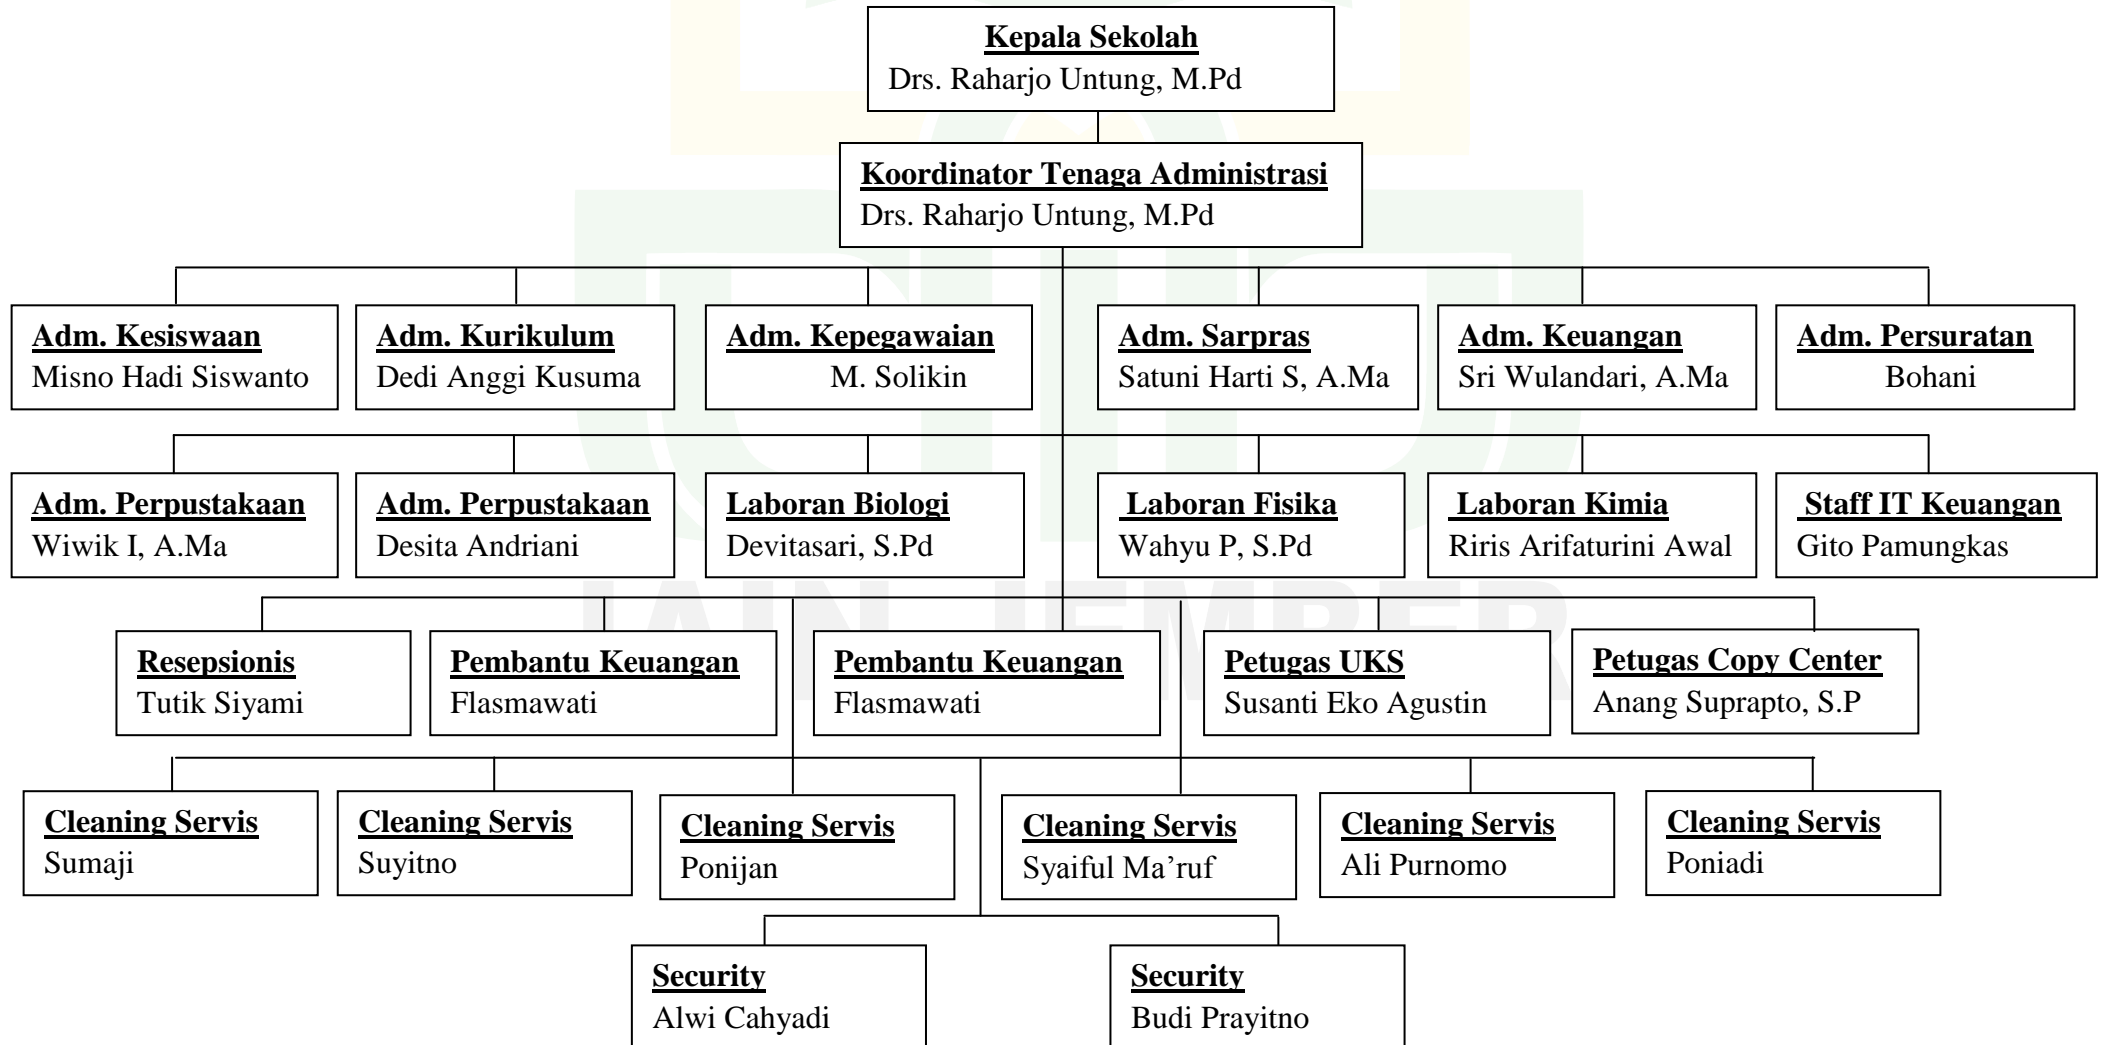 Kepala Sekolah
Drs. Raharjo Untung, M.Pd
Koordinator Tenaga Administrasi
Drs. Raharjo Untung, M.Pd
Adm. Kesiswaan
Misno Hadi Siswanto
Adm. Kurikulum
Dedi Anggi Kusuma
Adm. Kepegawaian
M. Solikin
Adm. Sarpras
Satuni Harti S, A.Ma
Adm. Keuangan
Sri Wulandari, A.Ma
Adm. Persuratan
Bohani
Adm. Perpustakaan
Wiwik I, A.Ma
Adm. Perpustakaan
Desita Andriani
Laboran Biologi
Devitasari, S.Pd
Laboran Fisika
Wahyu P, S.Pd
Laboran Kimia
Riris Arifaturini Awal
Staff IT Keuangan
Gito Pamungkas
IAIN JEMBER
Resepsionis
Tutik Siyami
Pembantu Keuangan
Flasmawati
Pembantu Keuangan
Flasmawati
Petugas UKS
Susanti Eko Agustin
Petugas Copy Center
Anang Suprapto, S.P
Cleaning Servis
Sumaji
Cleaning Servis
Suyitno
Cleaning Servis
Ponijan
Cleaning Servis
Syaiful Ma’ruf
Cleaning Servis
Ali Purnomo
Cleaning Servis
Poniadi
Security
Alwi Cahyadi
Security
Budi Prayitno